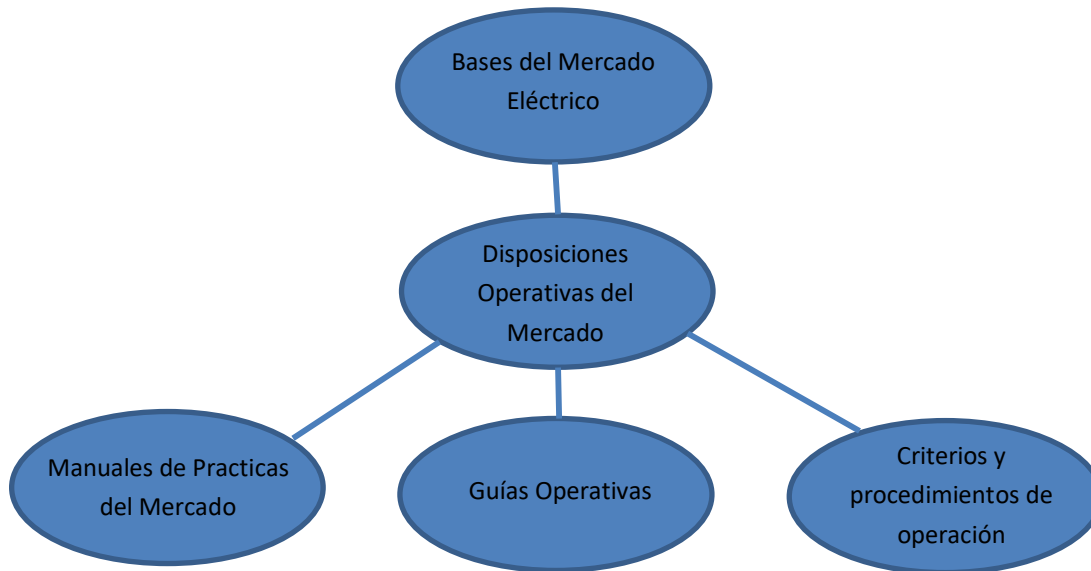 Bases del Mercado
Eléctrico
Disposiciones
Operativas del
Mercado
Manuales de Practicas
del Mercado
Guías Operativas
Criterios y
procedimientos de
operación